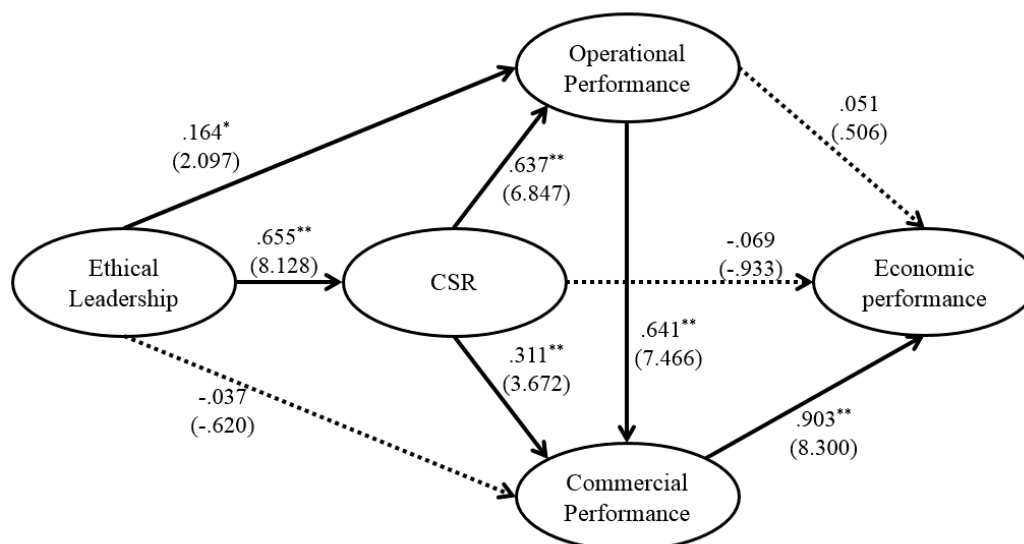 Operational
Performance
.051
(.506)
.164*
(2.097)
.637**
(6.847)
.655**
(8.128)
-.069
(-.933)
Ethical
Leadership
CSR
Economic
performance
.641**
(7.466)
.311**
(3.672)
-.037
(-.620)
.903**
(8.300)
Commercial
Performance